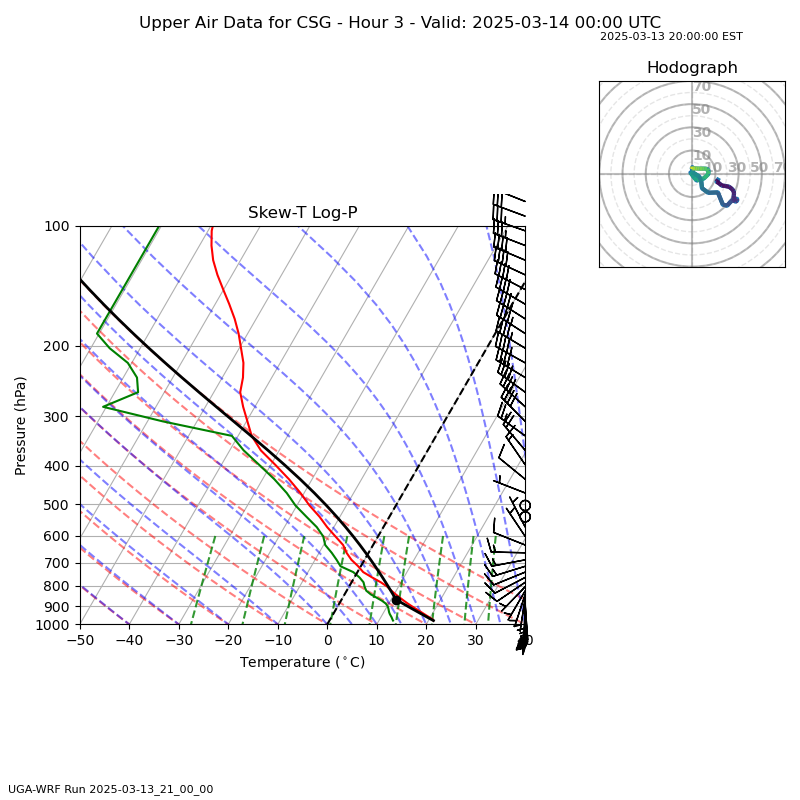 Upper Air Data for CSG - Hour 3 - Valid: 2025-03-14 00:00 UTC
2025-03-13 20:00:00 EST
Hodograph
70
50
30
10
10 30 50 70
Skew-T Log-P
100
200
300
400
500
600
700
800
900
1000
Pressure (hPa)
−50 −40 −30 −20 −10 0 10 20 30 40
Temperature (°C)
UGA-WRF Run 2025-03-13_21_00_00